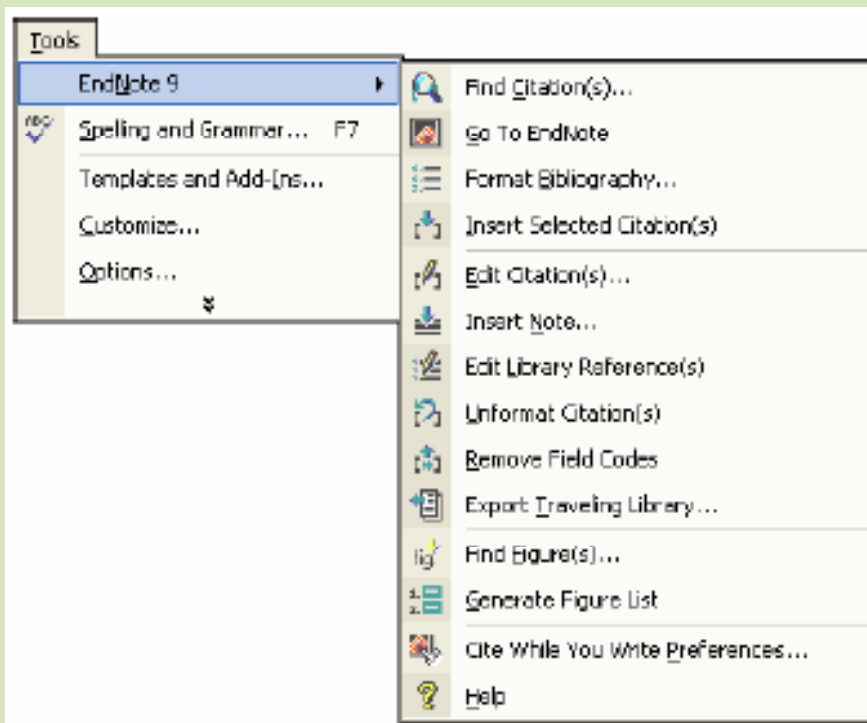 Tools
EndNote 9
Spelling and Grammar... F7
Templates and Add-Ins...
Customize...
Options...
Find Citation(s)...
Go To EndNote
Format Bibliography...
Insert Selected Citation(s)
Edit Citation(s)...
Insert Note...
Edit Library Reference(s)
Unformat Citation(s)
Remove Field Codes
Export Traveling Library...
Find Figure(s)...
Generate Figure List
Cite While You Write Preferences...
Help